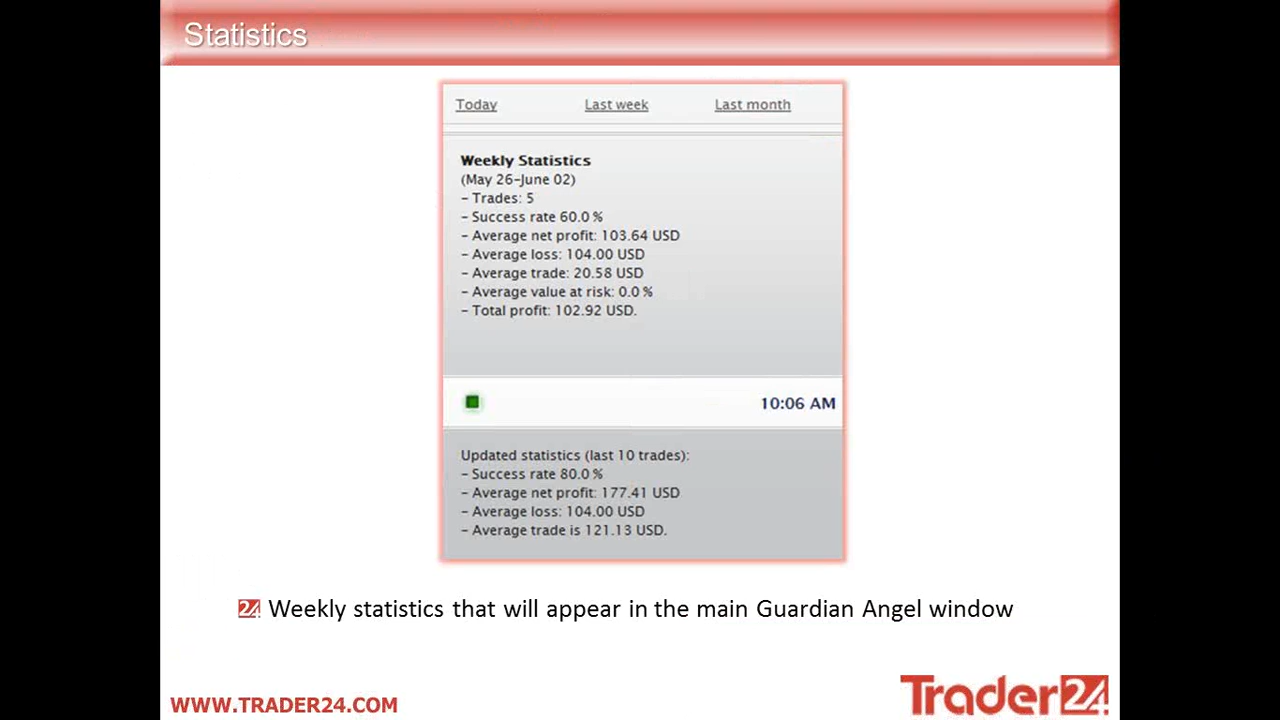 Statistics
Today Last week Last month
Weekly Statistics
(May 26-June 02)
- Trades: 5
- Success rate 60.0 %
- Average net profit: 103.64 USD
- Average loss: 104.00 USD
- Average trade: 20.58 USD
- Average value at risk: 0.0 %
- Total profit: 102.92 USD.
10:06 AM
Updated statistics (last 10 trades):
- Success rate 80.0 %
- Average net profit: 177.41 USD
- Average loss: 104.00 USD
- Average trade is 121.13 USD.
24 Weekly statistics that will appear in the main Guardian Angel window
WWW.TRADER24.COM
Trader24